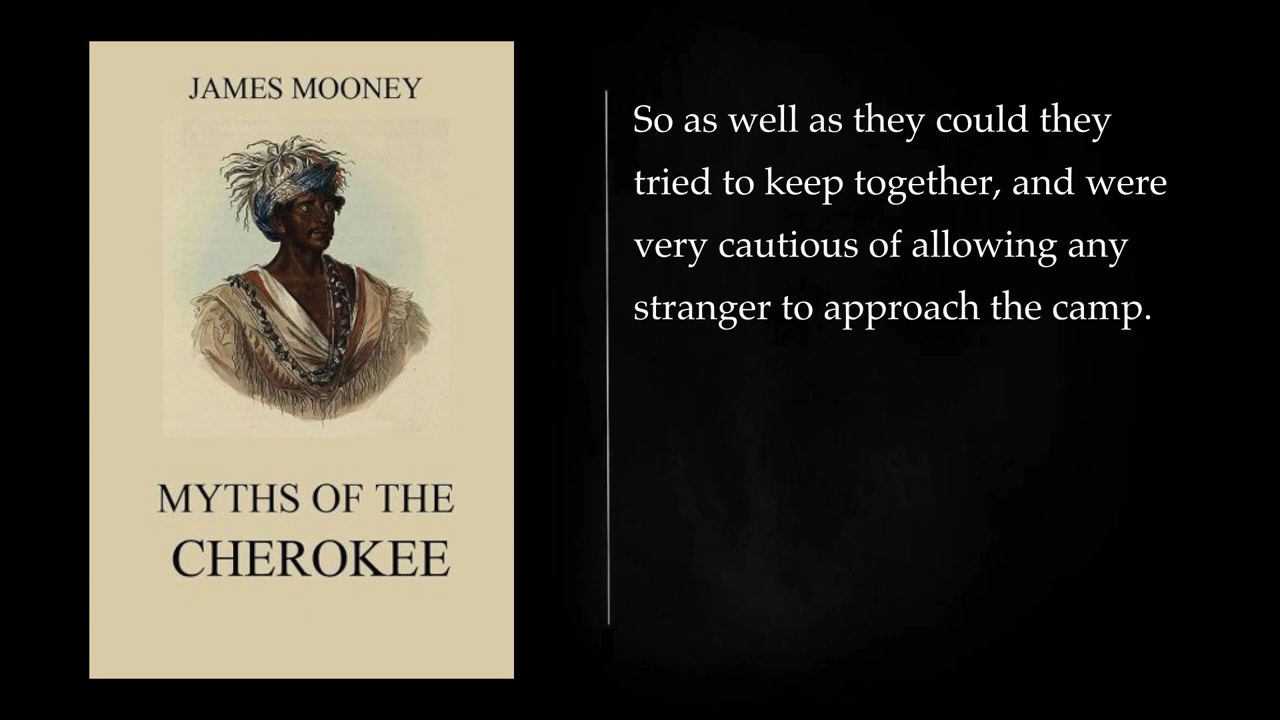 JAMES MOONEY
MYTHS OF THE
CHEROKEE
So as well as they could they
tried to keep together, and were
very cautious of allowing any
stranger to approach the camp.